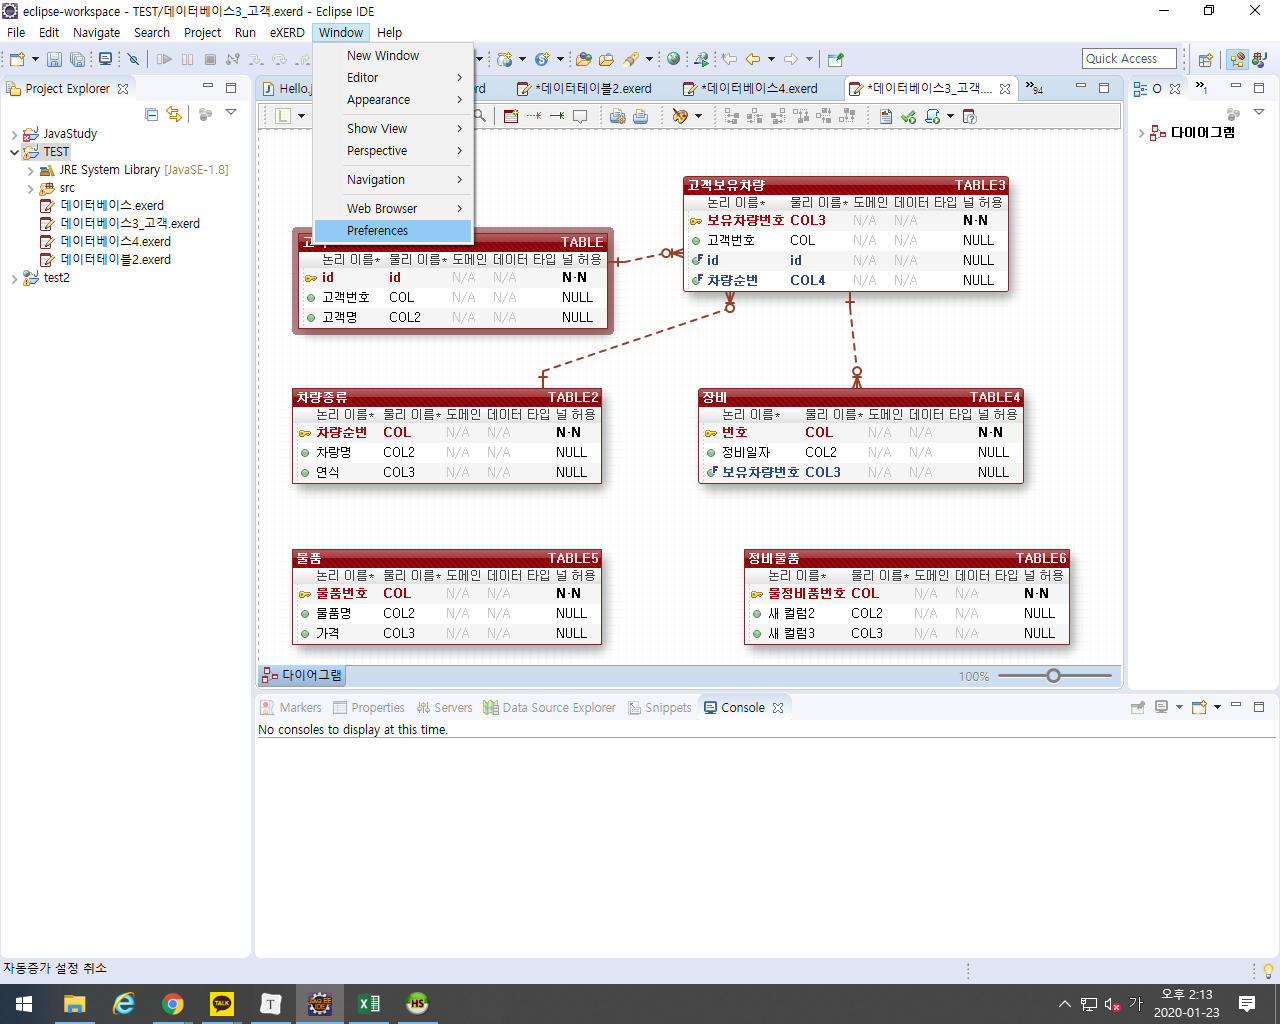 eclipse-workspace - TEST/데이터베이스3_고객.exerd - Eclipse IDE
File Edit Navigate Search Project Run eXERD Window Help
New Window
Editor
Appearance
Show View
Perspective
Navigation
Web Browser
Preferences
Quick Access
Project Explorer
JavaStudy
TEST
JRE System Library [JavaSE-1.8]
src
데이터베이스.exerd
데이터베이스3_고객.exerd
데이터베이스4.exerd
데이터테이블2.exerd
test2
Hello.j
rd
*데이터테이블2.exerd
*데이터베이스4.exerd
*데이터베이스3_고객....
»94
L
O
»1
다이어그램
TABLE
논리 이름* 물리 이름* 도메인 데이터 타입 널 허용
id id N/A N/A N-N
고객번호 COL N/A N/A NULL
고객명 COL2 N/A N/A NULL
고객보유차량 TABLE3
논리 이름* 물리 이름* 도메인 데이터 타입 널 허용
보유차량번호 COL3 N/A N/A N-N
고객번호 COL N/A N/A NULL
id id N/A N/A NULL
차량순번 COL4 N/A N/A NULL
차량종류 TABLE2
논리 이름* 물리 이름* 도메인 데이터 타입 널 허용
차량순번 COL N/A N/A N-N
차량명 COL2 N/A N/A NULL
연식 COL3 N/A N/A NULL
장비 TABLE4
논리 이름* 물리 이름* 도메인 데이터 타입 널 허용
번호 COL N/A N/A N-N
정비일자 COL2 N/A N/A NULL
보유차량번호 COL3 N/A N/A NULL
물품 TABLE5
논리 이름* 물리 이름* 도메인 데이터 타입 널 허용
물품번호 COL N/A N/A N-N
물품명 COL2 N/A N/A NULL
가격 COL3 N/A N/A NULL
정비물품 TABLE6
논리 이름* 물리 이름* 도메인 데이터 타입 널 허용
물정비품번호 COL N/A N/A N-N
새 컬럼2 COL2 N/A N/A NULL
새 컬럼3 COL3 N/A N/A NULL
다이어그램
100%
Markers Properties Servers Data Source Explorer Snippets Console
No consoles to display at this time.
자동증가 설정 취소
TALK
T
Java EE IDE
HS
가
오후 2:13
2020-01-23